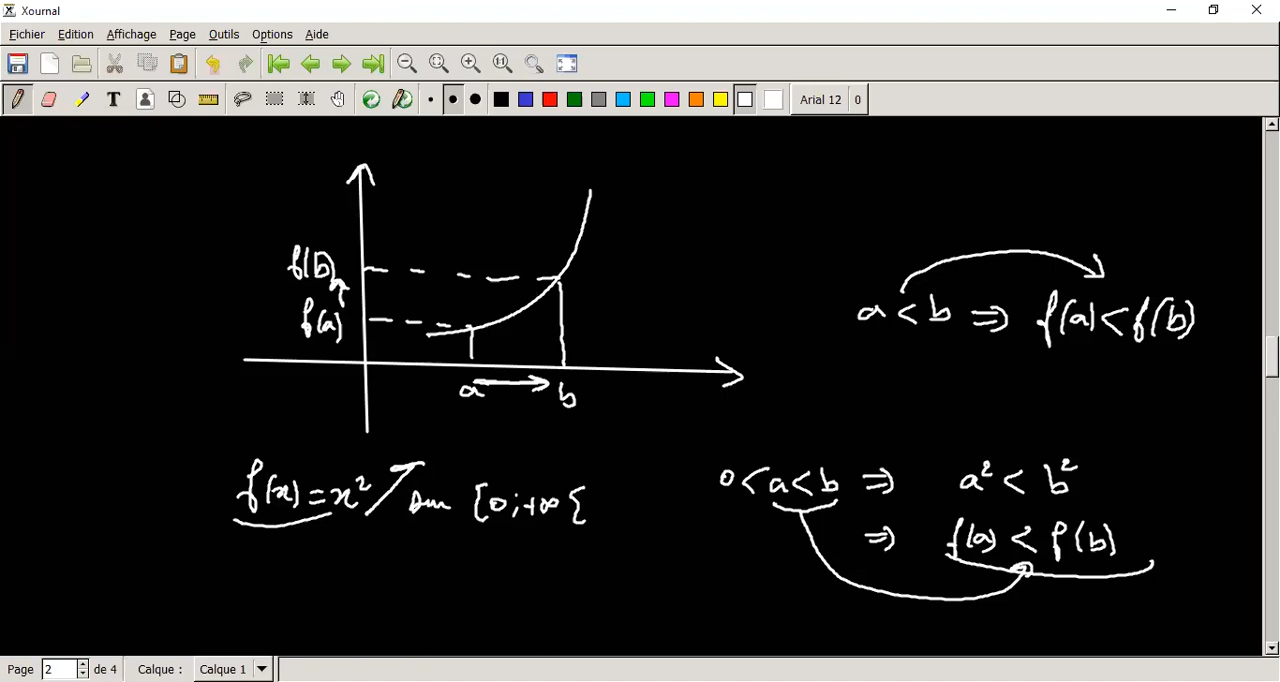 Xournal
Fichier Edition Affichage Page Outils Options Aide
Arial 12 0
f(b)
f(a)
a b
a < b ⇒ f(a) < f(b)
f(x) = x² ↗ sur [0; +∞[
0 < a < b ⇒ a² < b²
⇒ f(a) < f(b)
Page 2 de 4 Calque : Calque 1